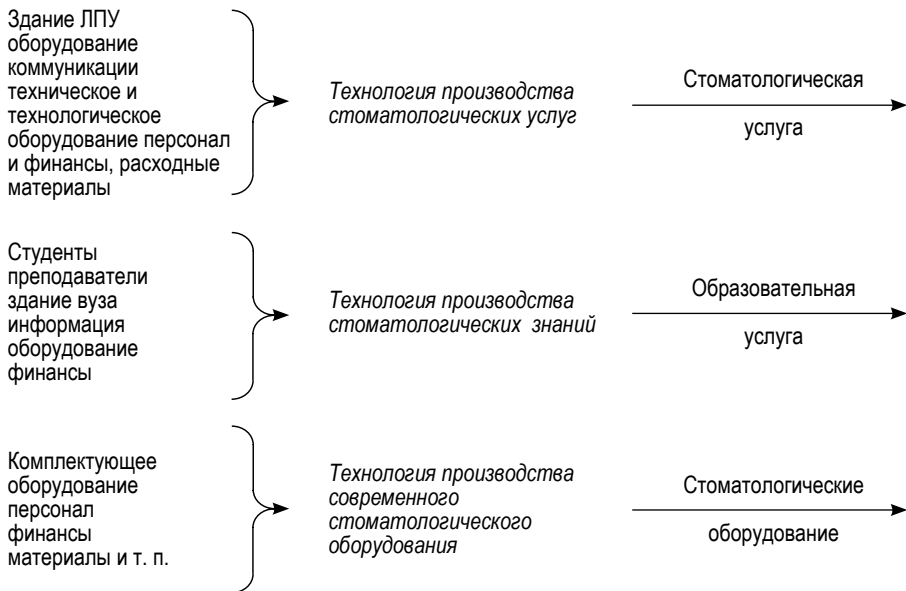 Здание ЛПУ
оборудование
коммуникации
техническое и
технологическое
оборудование персонал
и финансы, расходные
материалы
Технология производства
стоматологических услуг
Стоматологическая
услуга
Студенты
преподаватели
здание вуза
информация
оборудование
финансы
Технология производства
стоматологических знаний
Образовательная
услуга
Комплектующее
оборудование
персонал
финансы
материалы и т. п.
Технология производства
современного
стоматологического
оборудования
Стоматологические
оборудование